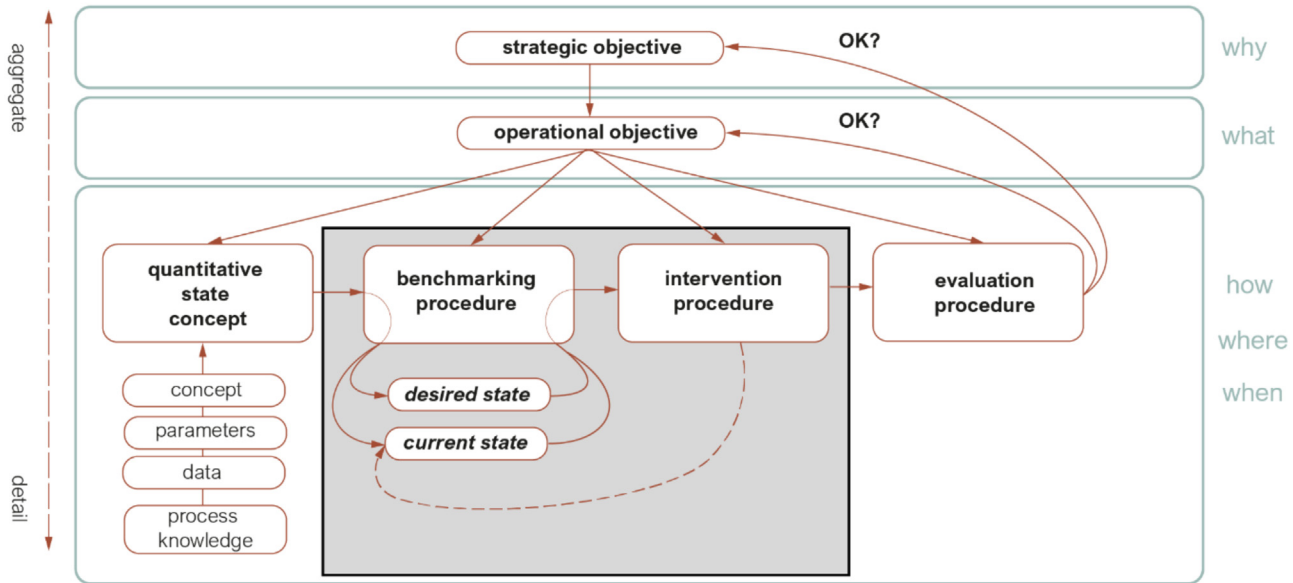 aggregate
detail
strategic objective
OK?
why
operational objective
OK?
what
quantitative
state
concept
benchmarking
procedure
intervention
procedure
evaluation
procedure
how
where
when
concept
parameters
data
process
knowledge
desired state
current state